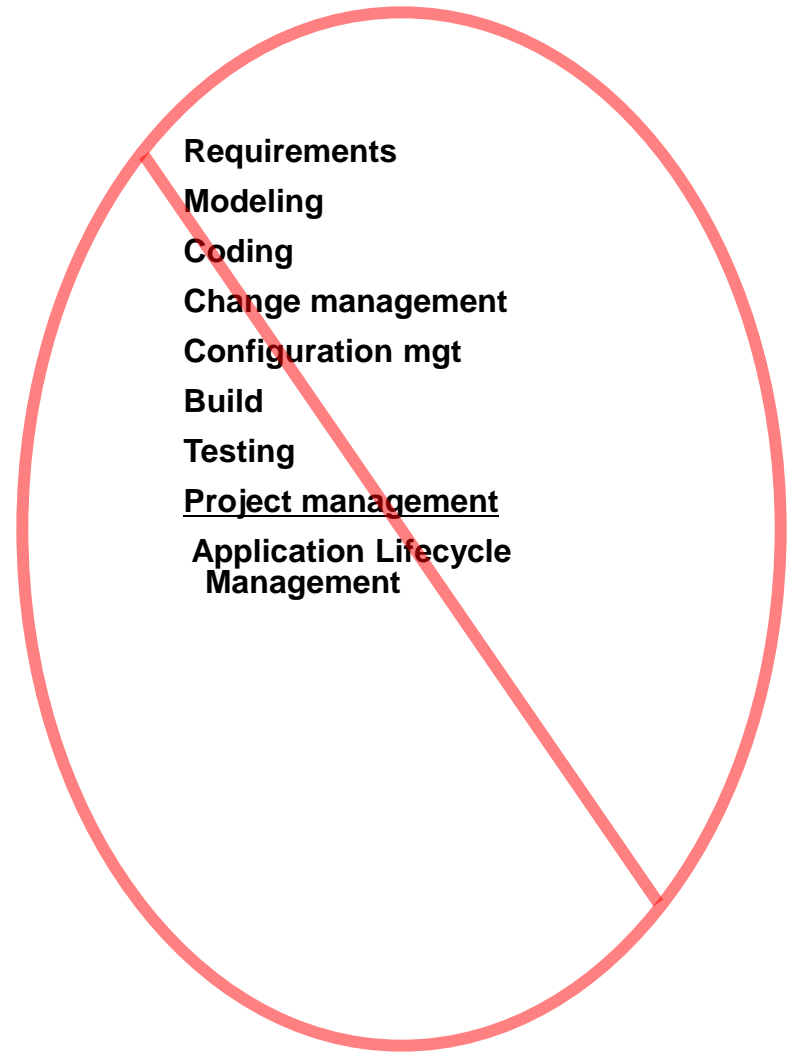 Requirements
Modeling
Coding
Change management
Configuration mgt
Build
Testing
Project management
Application Lifecycle
Management